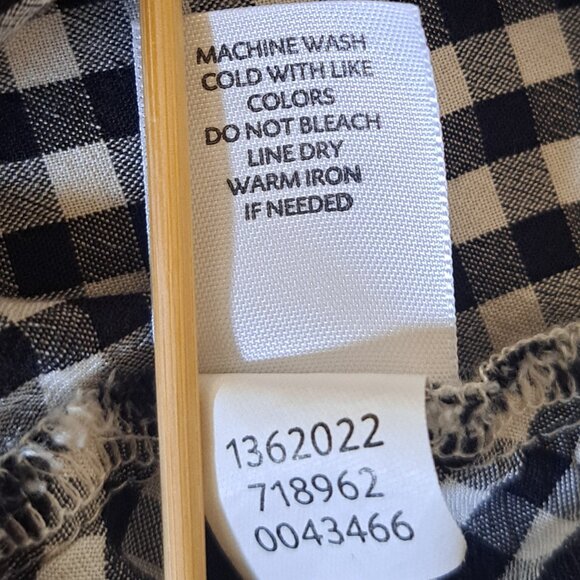 MACHINE WASH
COLD WITH LIKE
COLORS
DO NOT BLEACH
LINE DRY
WARM IRON
IF NEEDED
1362022
718962
0043466